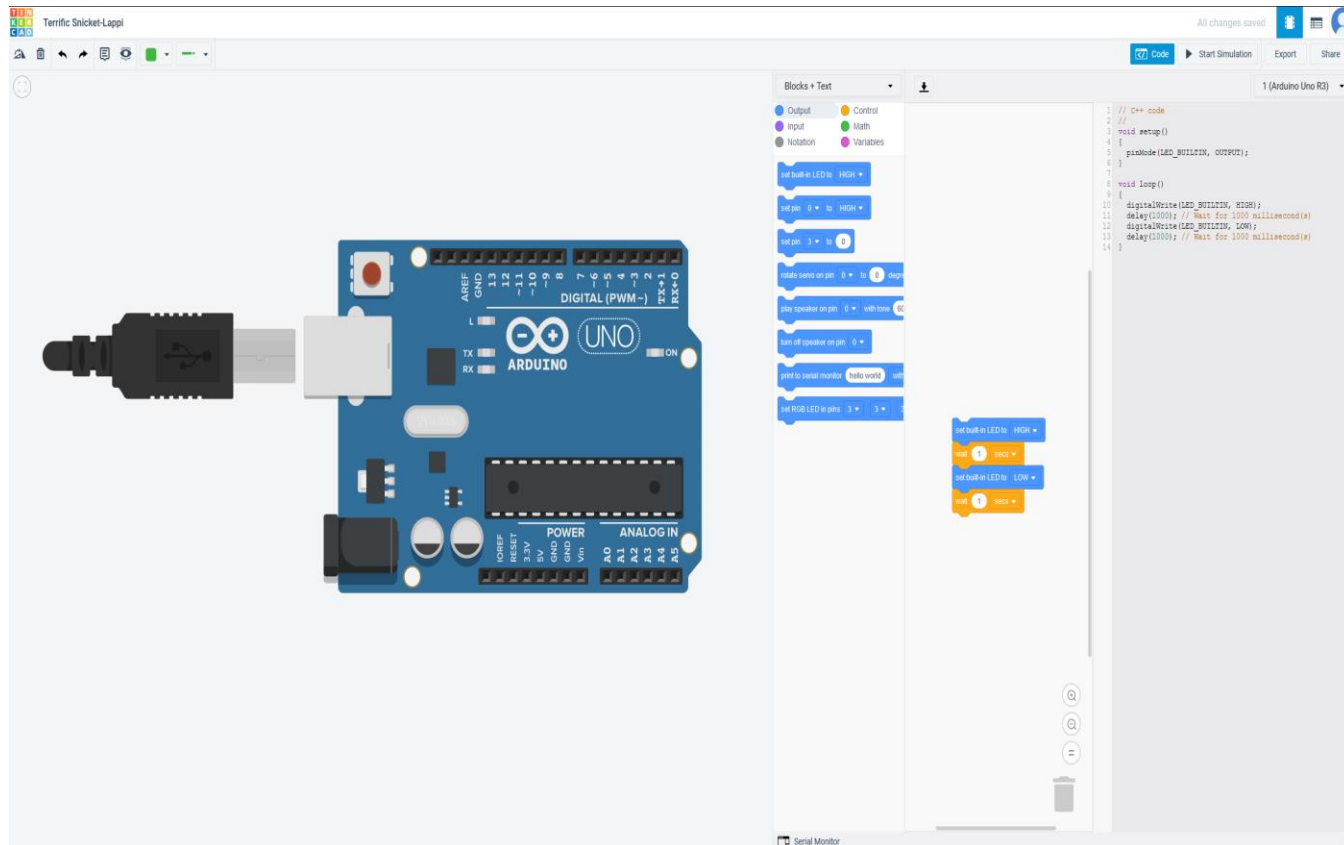 TIN
KER
CAD
Terrific Snicket-Lappi
All changes saved
Code
Start Simulation
Export
Share
Blocks + Text
1 (Arduino Uno R3)
Output
Control
Input
Math
Notation
Variables
set built-in LED to HIGH
set pin 0 to HIGH
set pin 3 to 0
rotate servo on pin 0 to 0 degre
play speaker on pin 0 with tone 60
turn off speaker on pin 0
print to serial monitor hello world with
set RGB LED in pins 3 3 3
set built-in LED to HIGH
wait 1 secs
set built-in LED to LOW
wait 1 secs
1 // C++ code
2 //
3 void setup()
4 {
5 pinMode(LED_BUILTIN, OUTPUT);
6 }
7
8 void loop()
9 {
10 digitalWrite(LED_BUILTIN, HIGH);
11 delay(1000); // Wait for 1000 millisecond(s)
12 digitalWrite(LED_BUILTIN, LOW);
13 delay(1000); // Wait for 1000 millisecond(s)
14 }
AREF
GND
13
12
~11
~10
~9
8
7
~6
~5
4
~3
2
TX→1
RX←0
DIGITAL (PWM~)
L
TX
RX
ARDUINO
UNO
ON
POWER
ANALOG IN
IOREF
RESET
3.3V
5V
GND
GND
Vin
A0
A1
A2
A3
A4
A5
Serial Monitor